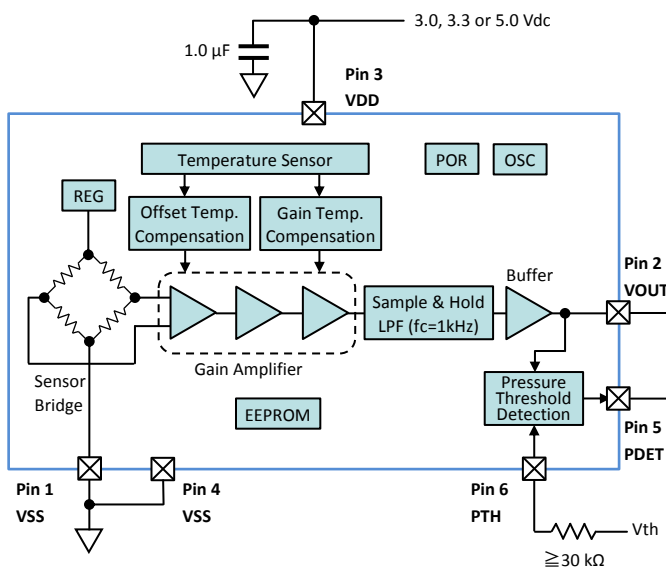 3.0, 3.3 or 5.0 Vdc
1.0 µF
Pin 3
VDD
Temperature Sensor
POR
OSC
REG
Offset Temp.
Compensation
Gain Temp.
Compensation
Buffer
Pin 2
VOUT
Sample & Hold
LPF (fc=1kHz)
Gain Amplifier
Sensor
Bridge
Pressure
Threshold
Detection
EEPROM
Pin 5
PDET
Pin 1
VSS
Pin 4
VSS
Pin 6
PTH
Vth
≧30 kΩ